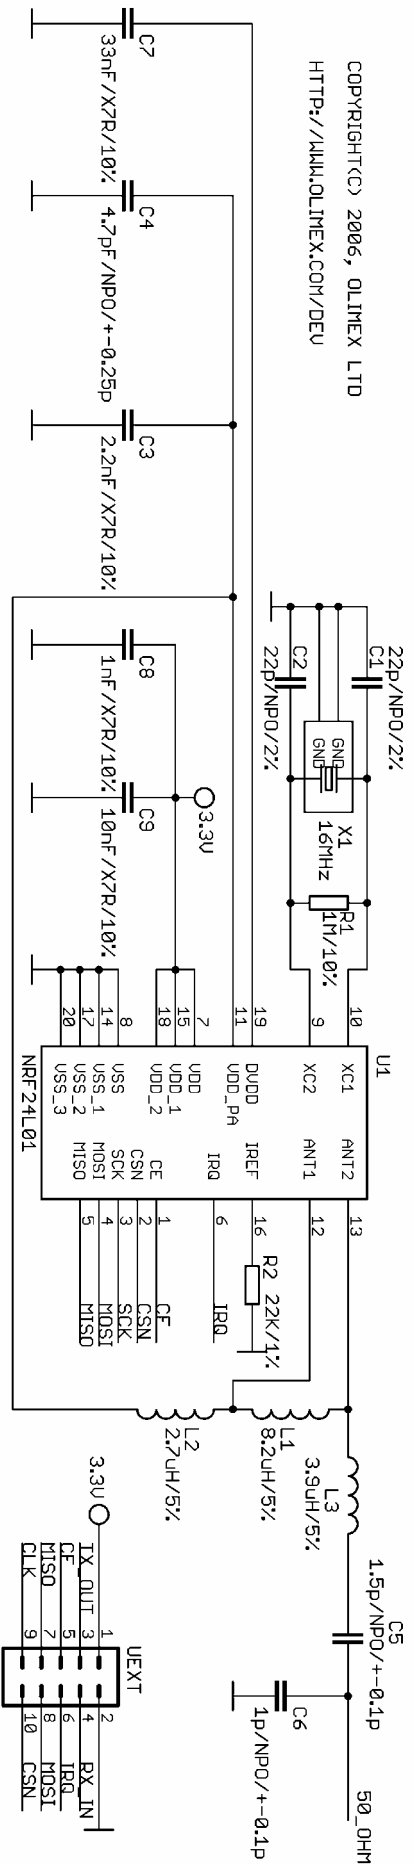 COPYRIGHT(C) 2006, OLIMEX LTD
HTTP://WWW.OLIMEX.COM/DEV
C7
33nF/X7R/10%
C4
4.7pF/NPO/+-0.25p
C3
2.2nF/X7R/10%
C8
1nF/X7R/10%
C9
10nF/X7R/10%
3.3V
C1
22p/NPO/2%
C2
22p/NPO/2%
GND
GND
X1
16MHz
R1
1M/10%
U1
10 XC1 ANT2 13
9 XC2 ANT1 12
19 DVDD IREF 16
11 VDD_PA IRQ 6
7 VDD
15 VDD_1
18 VDD_2
CE 1
CSN 2
8 VSS SCK 3
14 VSS_1 MOSI 4
17 VSS_2 MISO 5
20 VSS_3
NRF24L01
R2 22K/1%
IRQ
CE
CSN
SCK
MOSI
MISO
L1
8.2uH/5%
L2
2.7uH/5%
L3
3.9uH/5%
C5
1.5p/NPO/+-0.1p
C6
1p/NPO/+-0.1p
50_OHM
3.3V
UEXT
1 2
TX_OUT 3 4 RX_IN
CE 5 6 IRQ
MISO 7 8 MOSI
CLK 9 10 CSN